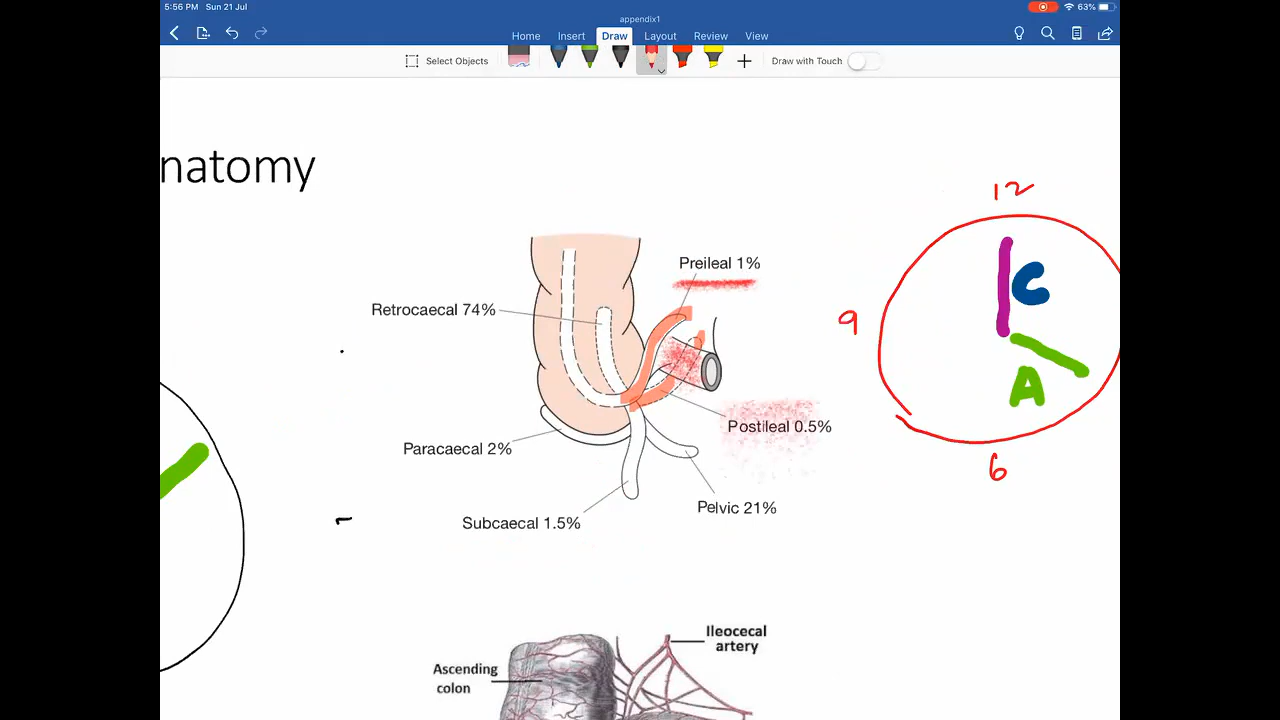 5:56 PM Sun 21 Jul
63%
appendix1
Home Insert Draw Layout Review View
Select Objects
Draw with Touch
natomy
12
Preileal 1%
Retrocaecal 74%
9
C
A
Postileal 0.5%
Paracaecal 2%
6
Pelvic 21%
Subcaecal 1.5%
Ileocecal
artery
Ascending
colon